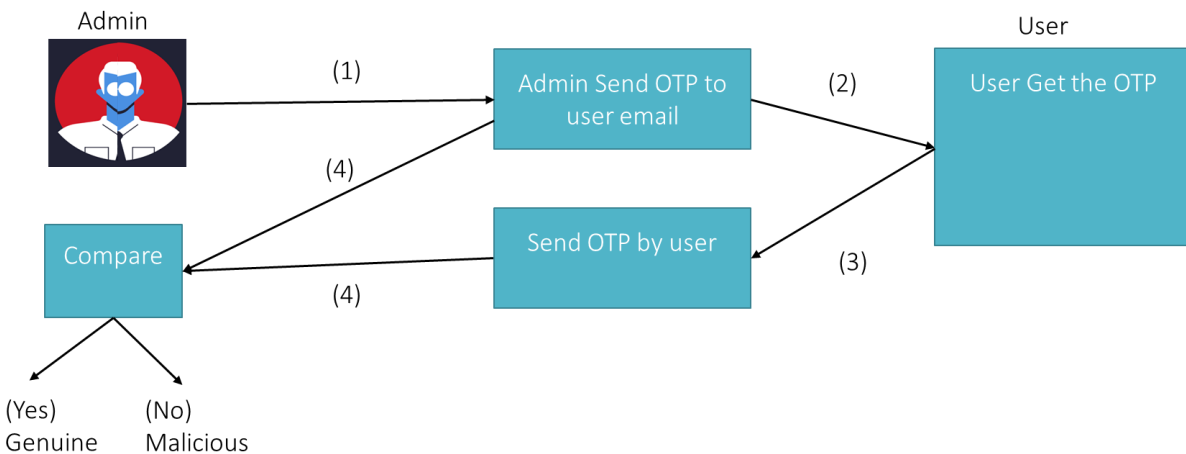 Admin
User
(1)
Admin Send OTP to
user email
(2)
User Get the OTP
(4)
Compare
Send OTP by user
(3)
(4)
(Yes)
Genuine
(No)
Malicious